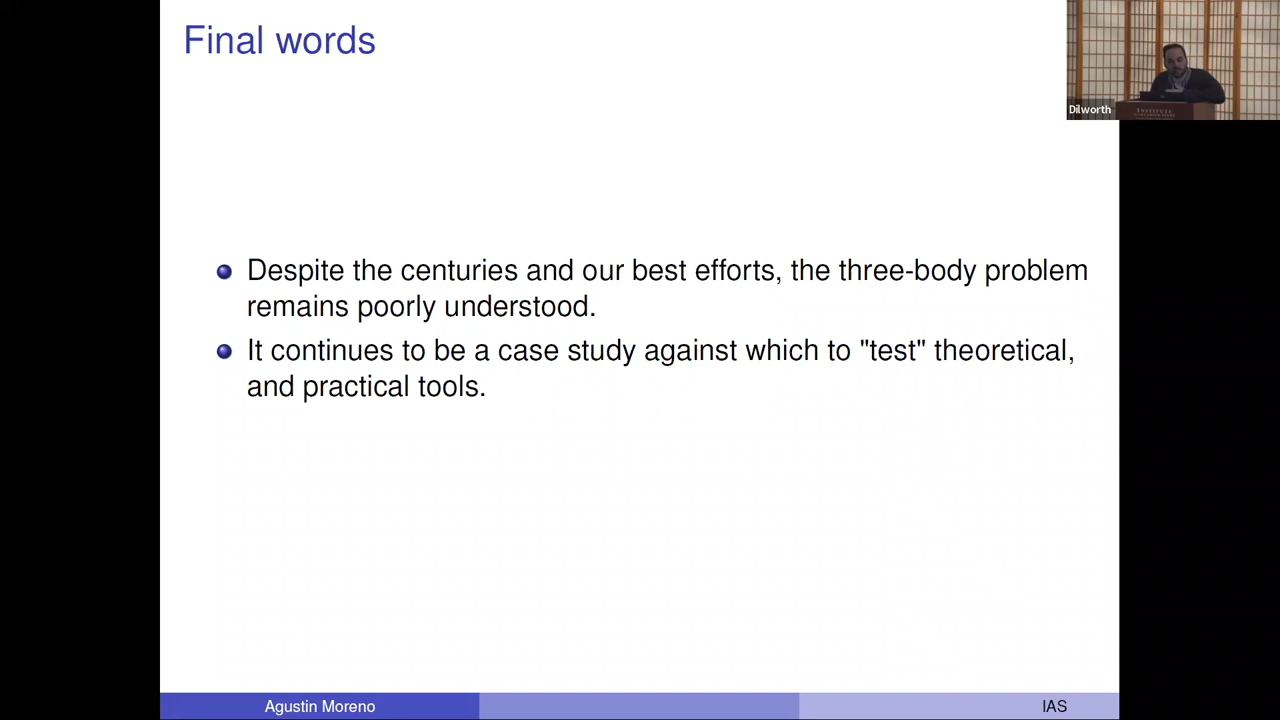 Final words
Dilworth
INSTITUTE
Despite the centuries and our best efforts, the three-body problem
remains poorly understood.
It continues to be a case study against which to "test" theoretical,
and practical tools.
Agustin Moreno
IAS